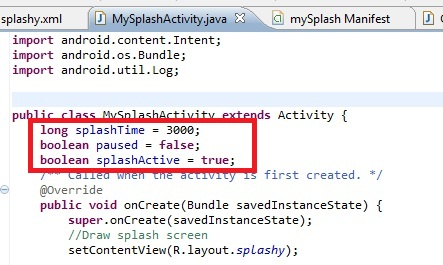 splashy.xml MySplashActivity.java mySplash Manifest
import android.content.Intent;
import android.os.Bundle;
import android.util.Log;
public class MySplashActivity extends Activity {
long splashTime = 3000;
boolean paused = false;
boolean splashActive = true;
/** Called when the activity is first created. */
@Override
public void onCreate(Bundle savedInstanceState) {
super.onCreate(savedInstanceState);
//Draw splash screen
setContentView(R.layout.splashy);